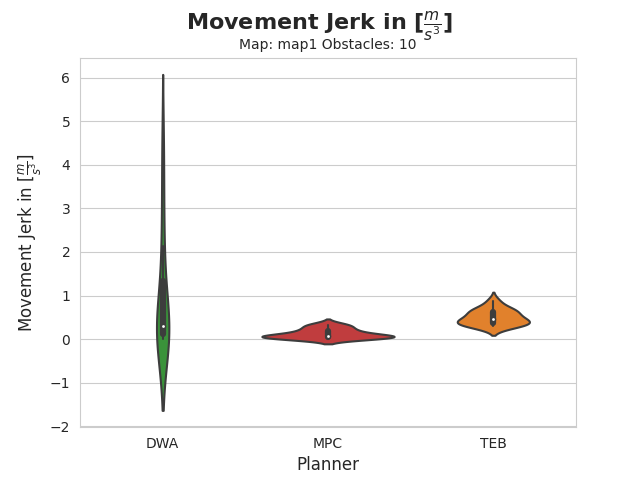 Movement Jerk in [m/s³]
Map: map1 Obstacles: 10
Movement Jerk in [m/s³]
6
5
4
3
2
1
0
−1
−2
DWA MPC TEB
Planner